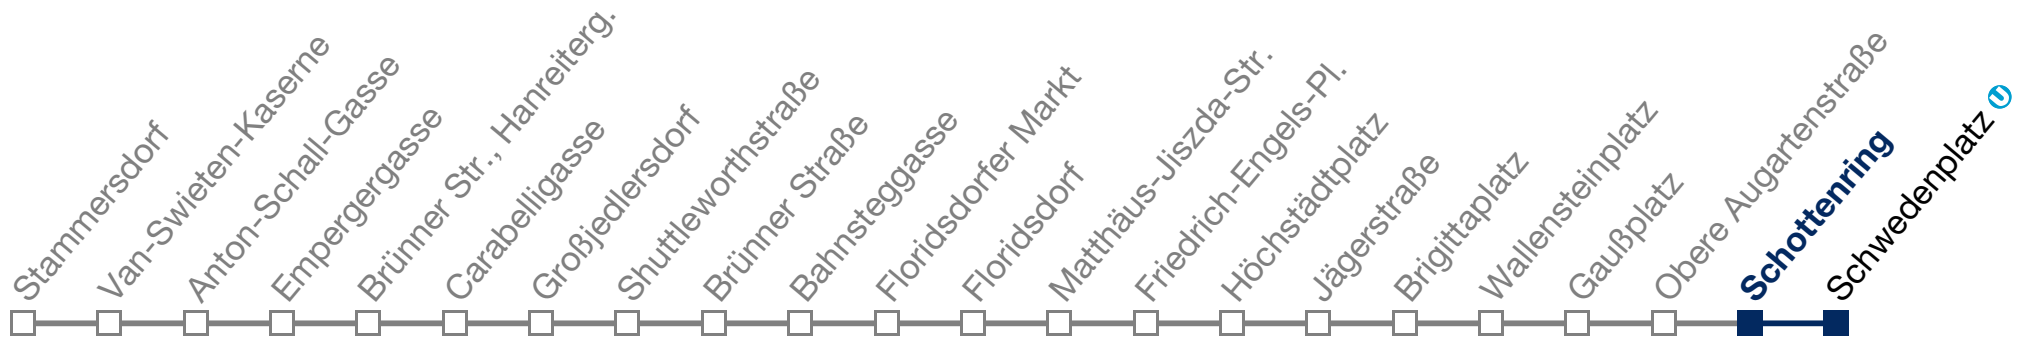 Stammersdorf
Van-Swieten-Kaserne
Anton-Schall-Gasse
Empergergasse
Brünner Str., Hanreiterg.
Carabelligasse
Großjedlersdorf
Shuttleworthstraße
Brünner Straße
Bahnsteggasse
Floridsdorfer Markt
Floridsdorf
Matthäus-Jiszda-Str.
Friedrich-Engels-Pl.
Höchstädtplatz
Jägerstraße
Brigittaplatz
Wallensteinplatz
Gaußplatz
Obere Augartenstraße
Schottenring
Schwedenplatz U